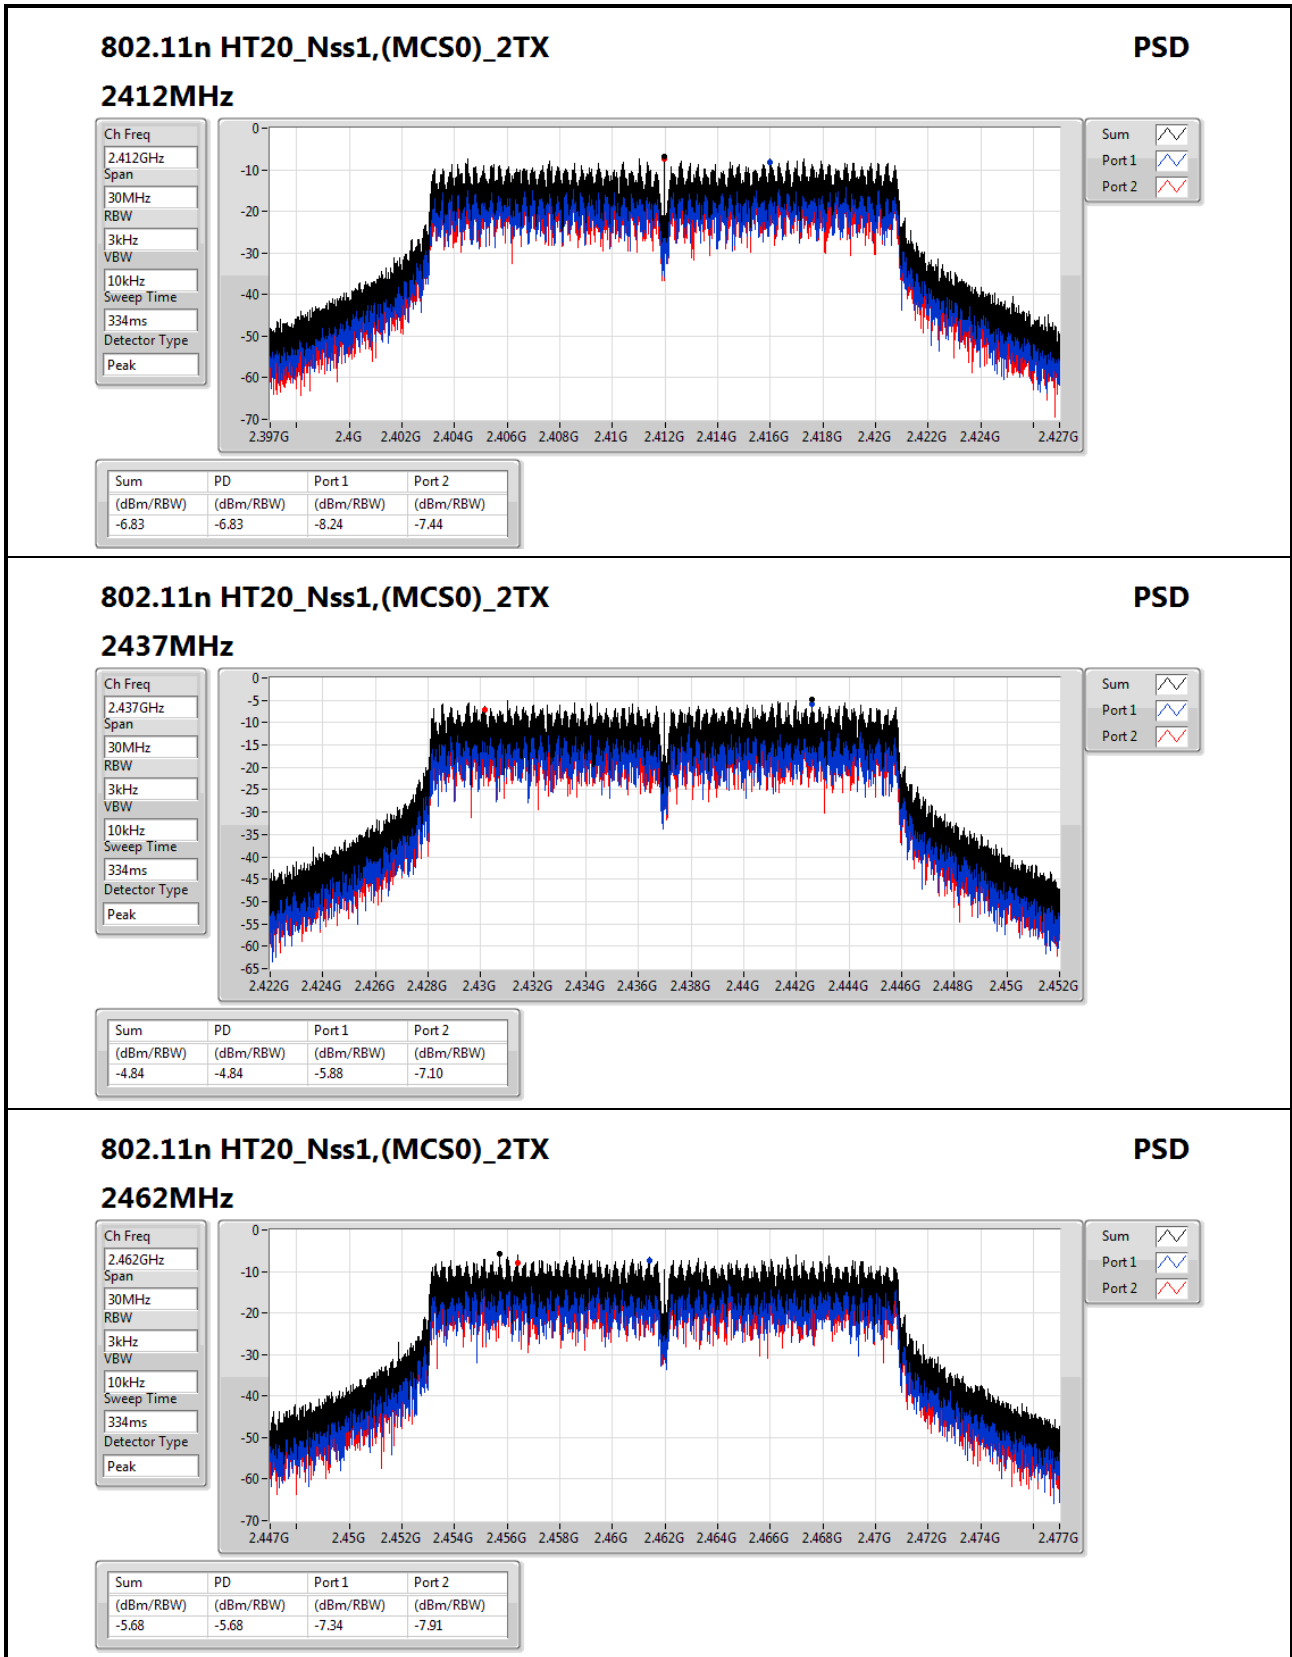 802.11n HT20_Nss1,(MCS0)_2TX PSD
2412MHz
Ch Freq
2.412GHz
Span
30MHz
RBW
3kHz
VBW
10kHz
Sweep Time
334ms
Detector Type
Peak
0
-10
-20
-30
-40
-50
-60
-70
2.397G 2.4G 2.402G 2.404G 2.406G 2.408G 2.41G 2.412G 2.414G 2.416G 2.418G 2.42G 2.422G 2.424G 2.427G
Sum
Port 1
Port 2
Sum PD Port 1 Port 2
(dBm/RBW) (dBm/RBW) (dBm/RBW) (dBm/RBW)
-6.83 -6.83 -8.24 -7.44
802.11n HT20_Nss1,(MCS0)_2TX PSD
2437MHz
Ch Freq
2.437GHz
Span
30MHz
RBW
3kHz
VBW
10kHz
Sweep Time
334ms
Detector Type
Peak
0
-5
-10
-15
-20
-25
-30
-35
-40
-45
-50
-55
-60
-65
2.422G 2.424G 2.426G 2.428G 2.43G 2.432G 2.434G 2.436G 2.438G 2.44G 2.442G 2.444G 2.446G 2.448G 2.45G 2.452G
Sum
Port 1
Port 2
Sum PD Port 1 Port 2
(dBm/RBW) (dBm/RBW) (dBm/RBW) (dBm/RBW)
-4.84 -4.84 -5.88 -7.10
802.11n HT20_Nss1,(MCS0)_2TX PSD
2462MHz
Ch Freq
2.462GHz
Span
30MHz
RBW
3kHz
VBW
10kHz
Sweep Time
334ms
Detector Type
Peak
0
-10
-20
-30
-40
-50
-60
-70
2.447G 2.45G 2.452G 2.454G 2.456G 2.458G 2.46G 2.462G 2.464G 2.466G 2.468G 2.47G 2.472G 2.474G 2.477G
Sum
Port 1
Port 2
Sum PD Port 1 Port 2
(dBm/RBW) (dBm/RBW) (dBm/RBW) (dBm/RBW)
-5.68 -5.68 -7.34 -7.91